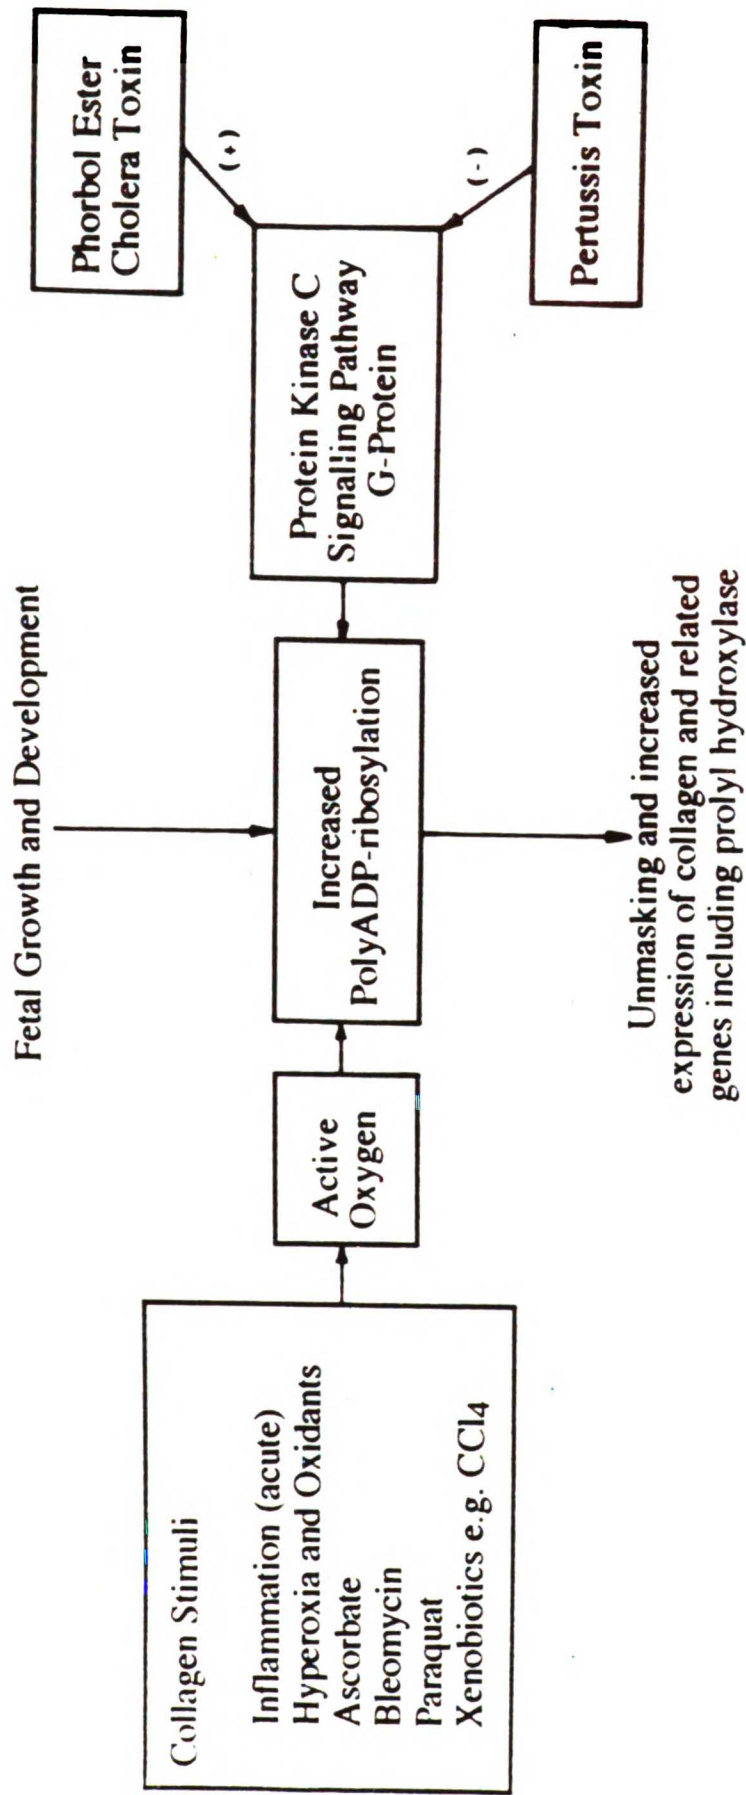 Fetal Growth and Development
Collagen Stimuli
Inflammation (acute)
Hyperoxia and Oxidants
Ascorbate
Bleomycin
Paraquat
Xenobiotics e.g. CCl4
Active
Oxygen
Increased
PolyADP-ribosylation
Protein Kinase C
Signalling Pathway
G-Protein
Phorbol Ester
Cholera Toxin
(+)
(-)
Pertussis Toxin
Unmasking and increased
expression of collagen and related
genes including prolyl hydroxylase